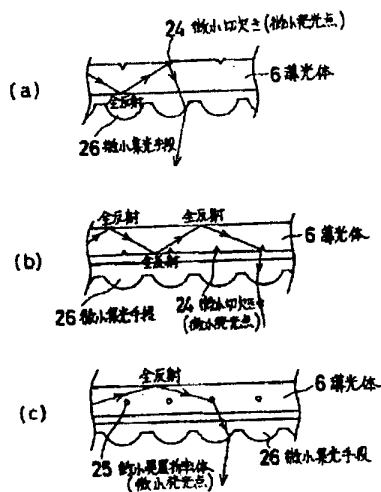 24 微小切欠き(微小発光点)
(a)
6 導光体
全反射
26 微小集光手段
全反射
全反射
(b)
6 導光体
全反射
26 微小集光手段
24 微小切欠き
(微小発光点)
全反射
(c)
6 導光体
25 微小異屈折率体
(微小発光点)
26 微小集光手段